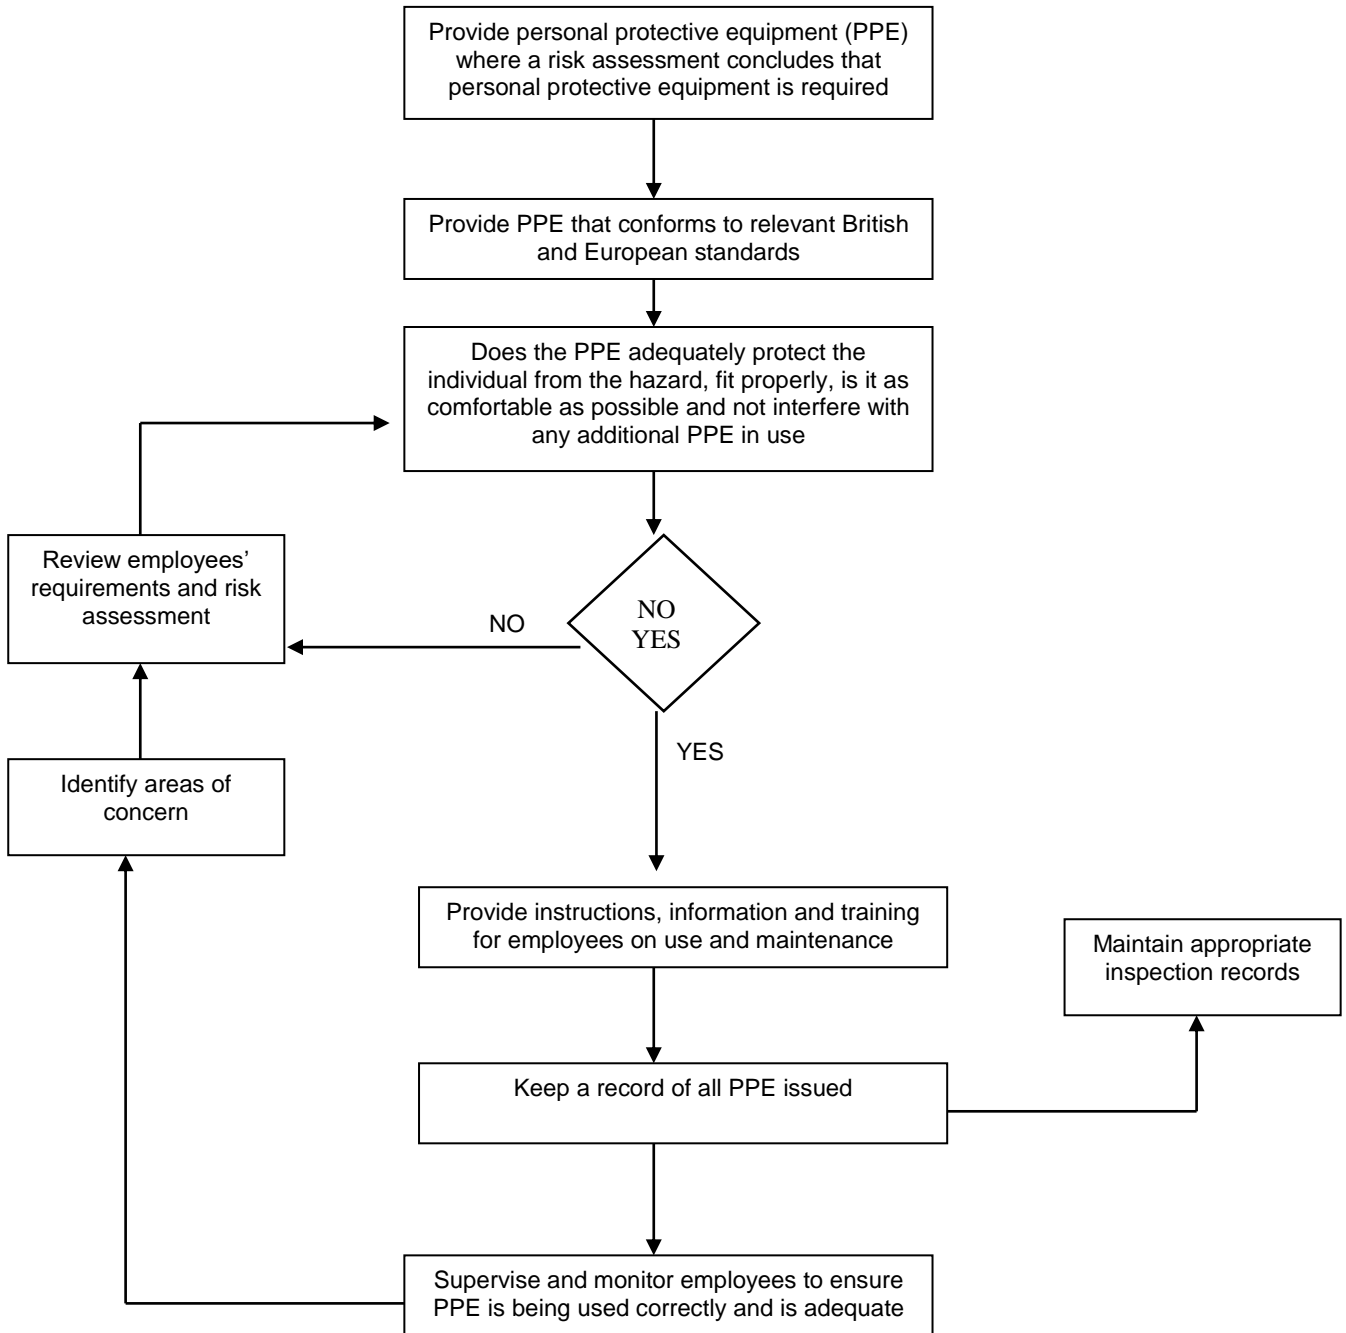 Provide personal protective equipment (PPE)
where a risk assessment concludes that
personal protective equipment is required
Provide PPE that conforms to relevant British
and European standards
Does the PPE adequately protect the
individual from the hazard, fit properly, is it as
comfortable as possible and not interfere with
any additional PPE in use
Review employees’
requirements and risk
assessment
NO
NO
YES
YES
Identify areas of
concern
Provide instructions, information and training
for employees on use and maintenance
Maintain appropriate
inspection records
Keep a record of all PPE issued
Supervise and monitor employees to ensure
PPE is being used correctly and is adequate